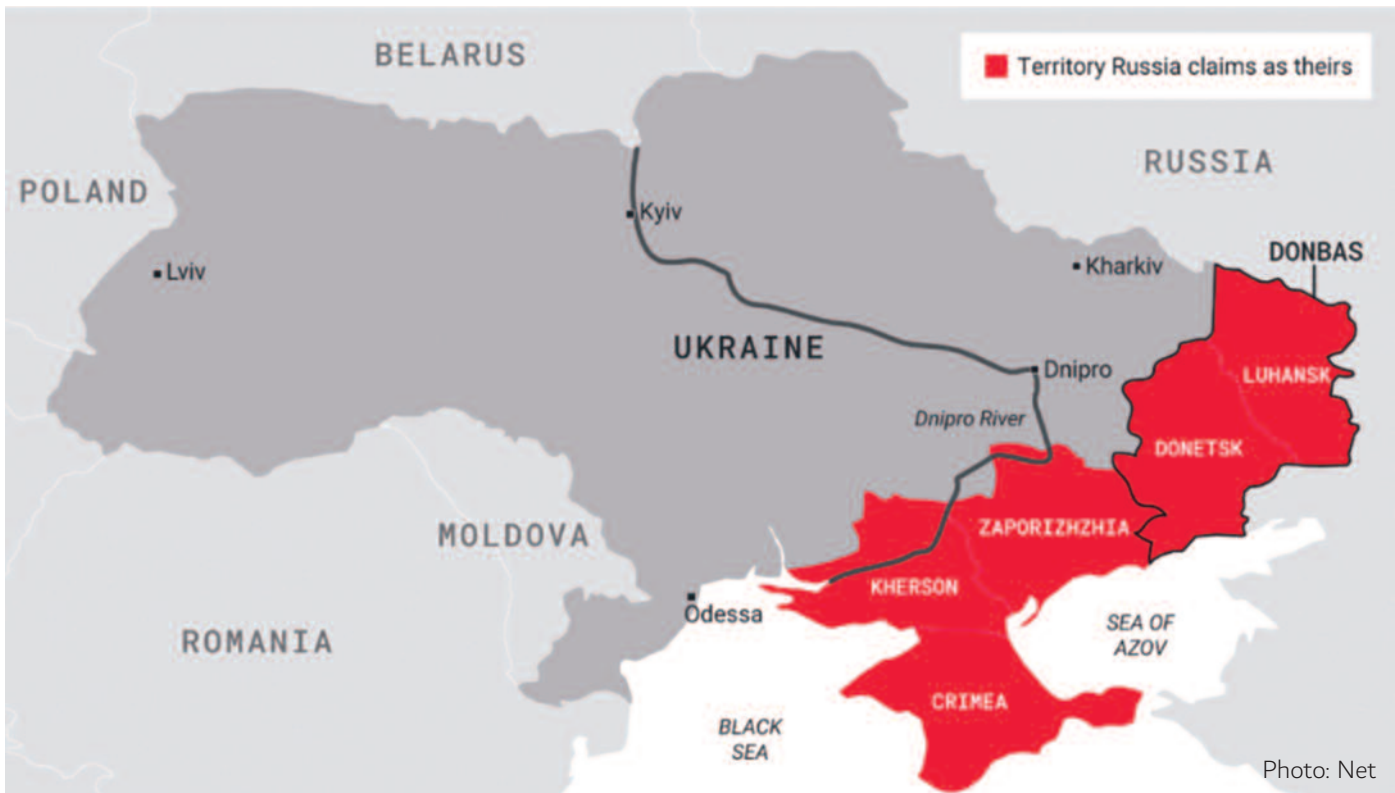 BELARUS
Territory Russia claims as theirs
RUSSIA
POLAND
Kyiv
Lviv
Kharkiv
DONBAS
UKRAINE
Dnipro
LUHANSK
Dnipro River
DONETSK
MOLDOVA
ZAPORIZHZHIA
KHERSON
Odessa
ROMANIA
SEA OF
AZOV
CRIMEA
BLACK
SEA
Photo: Net